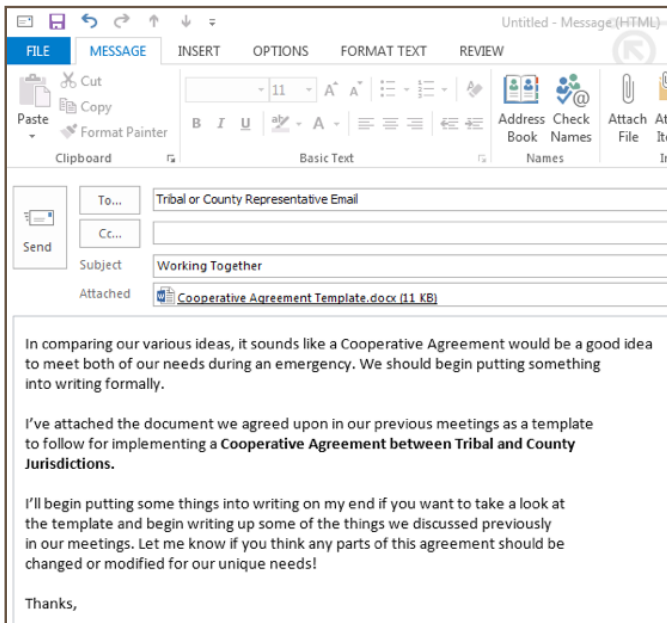 Untitled - Message (HTML)
FILE MESSAGE INSERT OPTIONS FORMAT TEXT REVIEW
Cut
Copy
Format Painter
Paste
11 A A
B I U ab A
Address Book
Check Names
Attach File
Clipboard Basic Text Names
To... Tribal or County Representative Email
Cc...
Send
Subject Working Together
Attached Cooperative Agreement Template.docx (11 KB)
In comparing our various ideas, it sounds like a Cooperative Agreement would be a good idea
to meet both of our needs during an emergency. We should begin putting something
into writing formally.
I've attached the document we agreed upon in our previous meetings as a template
to follow for implementing a Cooperative Agreement between Tribal and County
Jurisdictions.
I'll begin putting some things into writing on my end if you want to take a look at
the template and begin writing up some of the things we discussed previously
in our meetings. Let me know if you think any parts of this agreement should be
changed or modified for our unique needs!
Thanks,